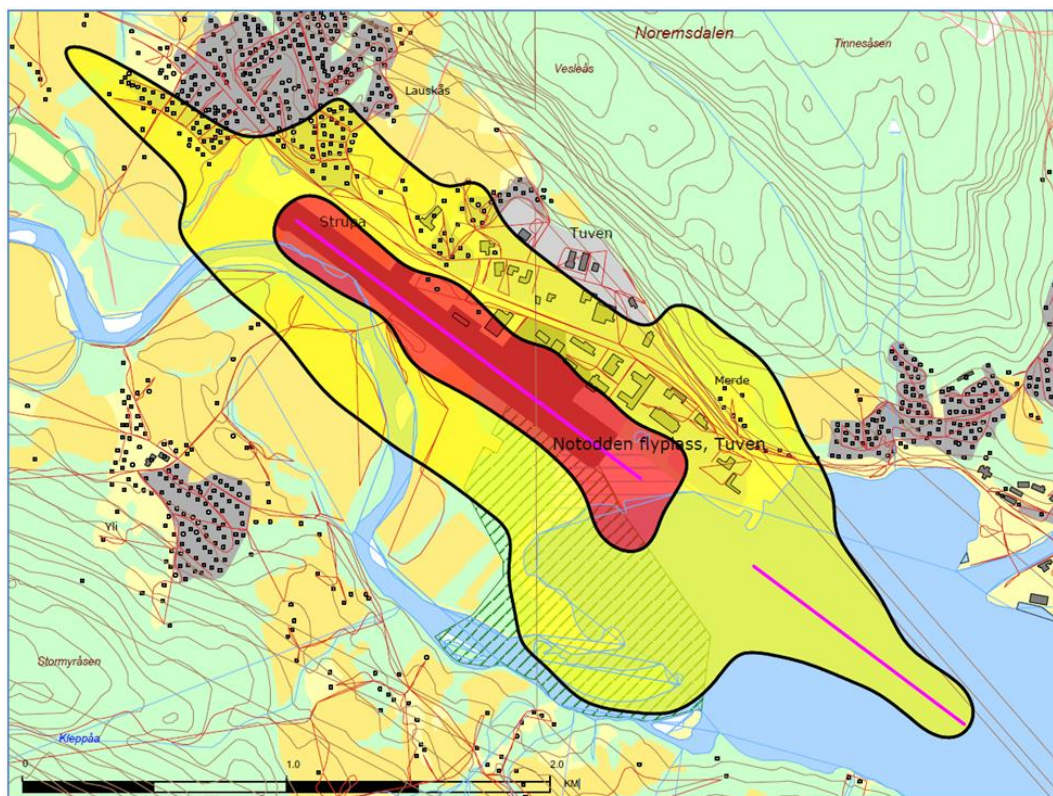 Noremsdalen
Tinnesåsen
Vesleås
Lauskås
Strupa
Tuven
Merde
Notodden flyplass, Tuven
Yli
Stormyråsen
Kleppåa
0 1.0 2.0
KM